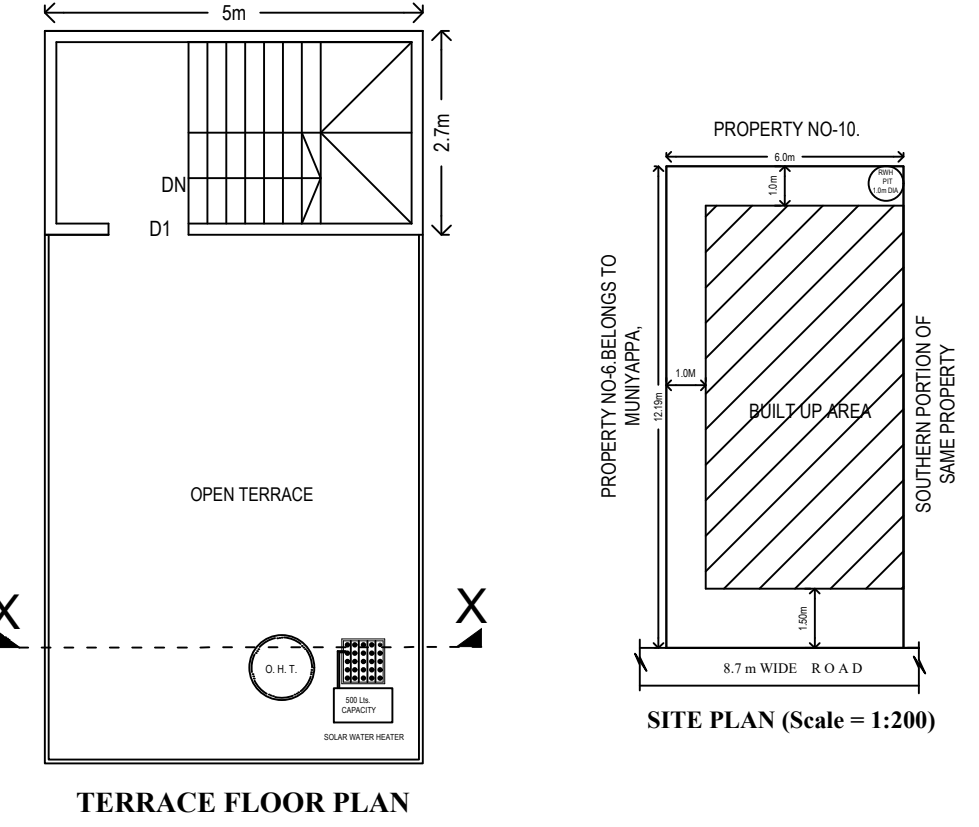 5m
2.7m
DN
D1
OPEN TERRACE
X
X
O. H. T.
500 Lts.
CAPACITY
SOLAR WATER HEATER
TERRACE FLOOR PLAN
PROPERTY NO-10.
6.0m
1.0m
RWH
PIT
1.0m DIA
PROPERTY NO-6.BELONGS TO
MUNIYAPPA,
12.19m
1.0M
BUILT UP AREA
SOUTHERN PORTION OF
SAME PROPERTY
1.50m
8.7 m WIDE ROAD
SITE PLAN (Scale = 1:200)